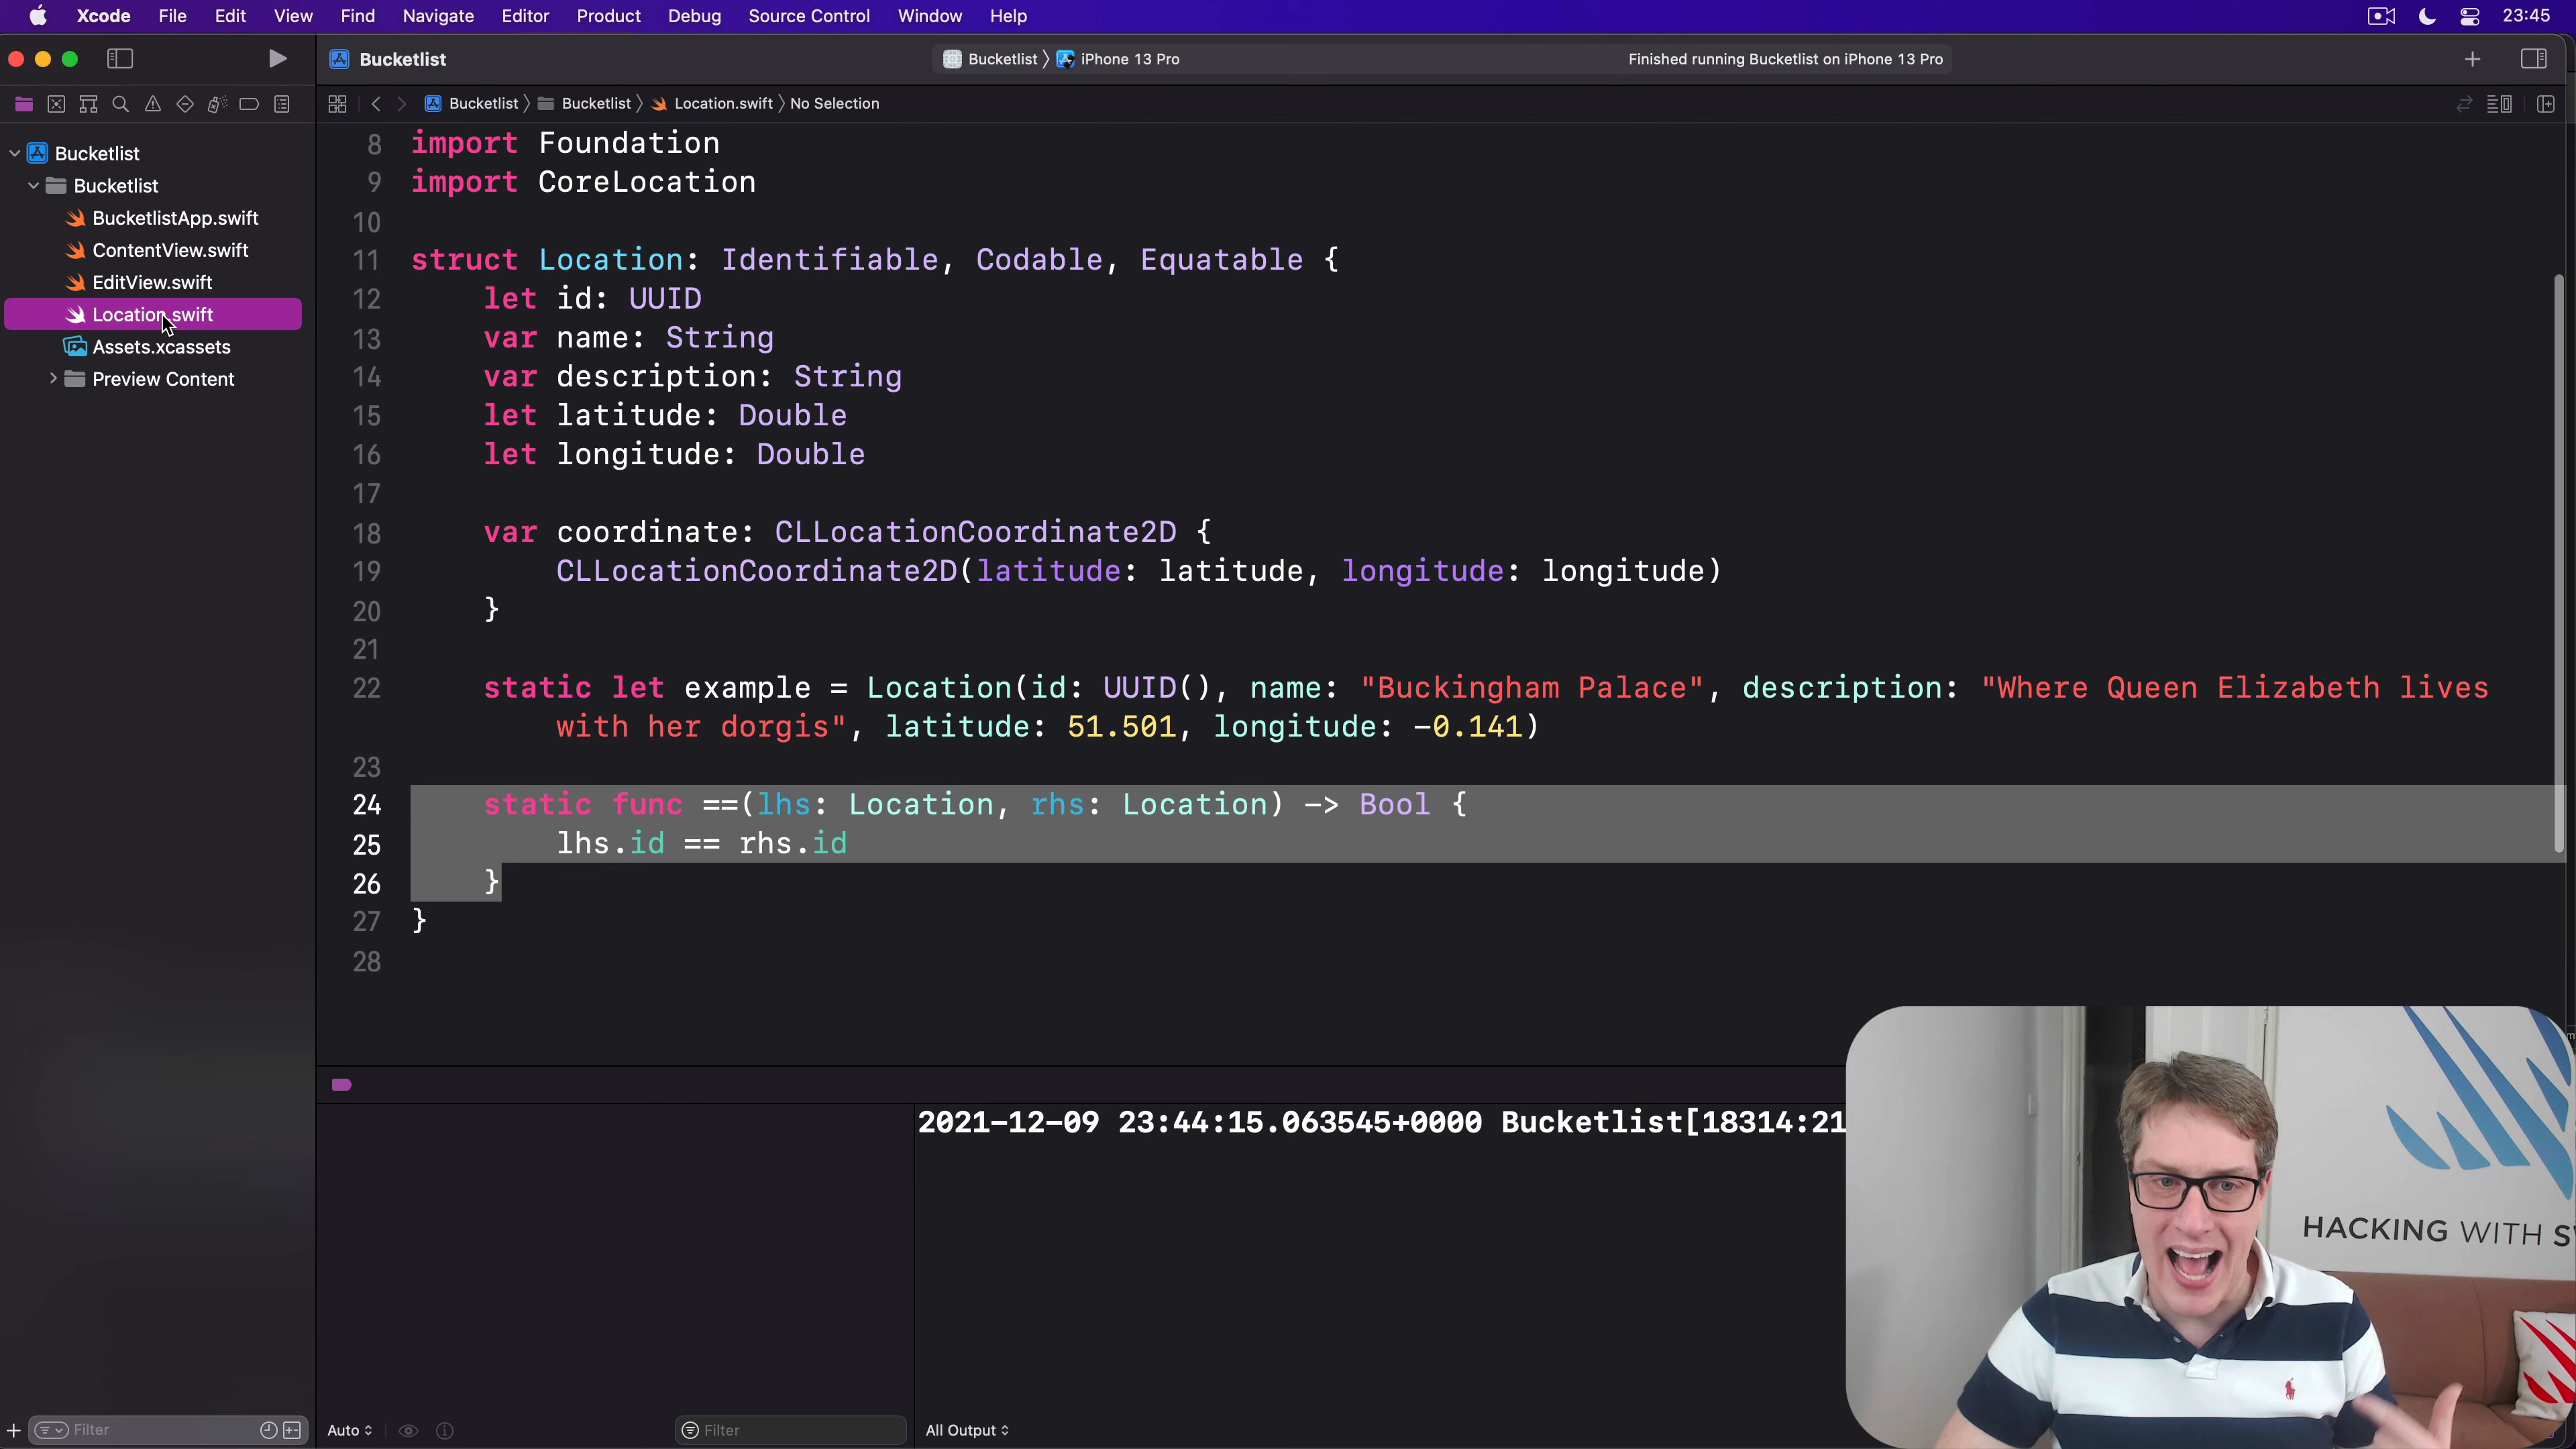 Xcode File Edit View Find Navigate Editor Product Debug Source Control Window Help 23:45
Bucketlist
Bucketlist iPhone 13 Pro
Finished running Bucketlist on iPhone 13 Pro
Bucketlist Bucketlist Location.swift No Selection
Bucketlist
Bucketlist
BucketlistApp.swift
ContentView.swift
EditView.swift
Location.swift
Assets.xcassets
Preview Content
8 import Foundation
9 import CoreLocation
10
11 struct Location: Identifiable, Codable, Equatable {
12 let id: UUID
13 var name: String
14 var description: String
15 let latitude: Double
16 let longitude: Double
17
18 var coordinate: CLLocationCoordinate2D {
19 CLLocationCoordinate2D(latitude: latitude, longitude: longitude)
20 }
21
22 static let example = Location(id: UUID(), name: "Buckingham Palace", description: "Where Queen Elizabeth lives
with her dorgis", latitude: 51.501, longitude: -0.141)
23
24 static func ==(lhs: Location, rhs: Location) -> Bool {
25 lhs.id == rhs.id
26 }
27 }
28
2021-12-09 23:44:15.063545+0000 Bucketlist[18314:21
HACKING WITH
Filter
Auto
Filter
All Output